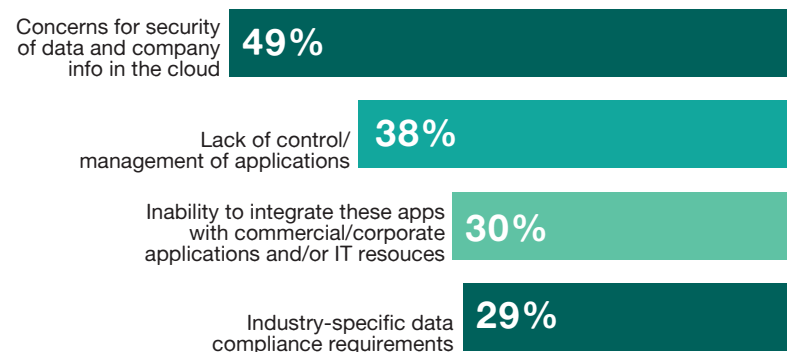 Concerns for security
of data and company
info in the cloud
49%
Lack of control/
management of applications
38%
Inability to integrate these apps
with commercial/corporate
applications and/or IT resouces
30%
Industry-specific data
compliance requirements
29%